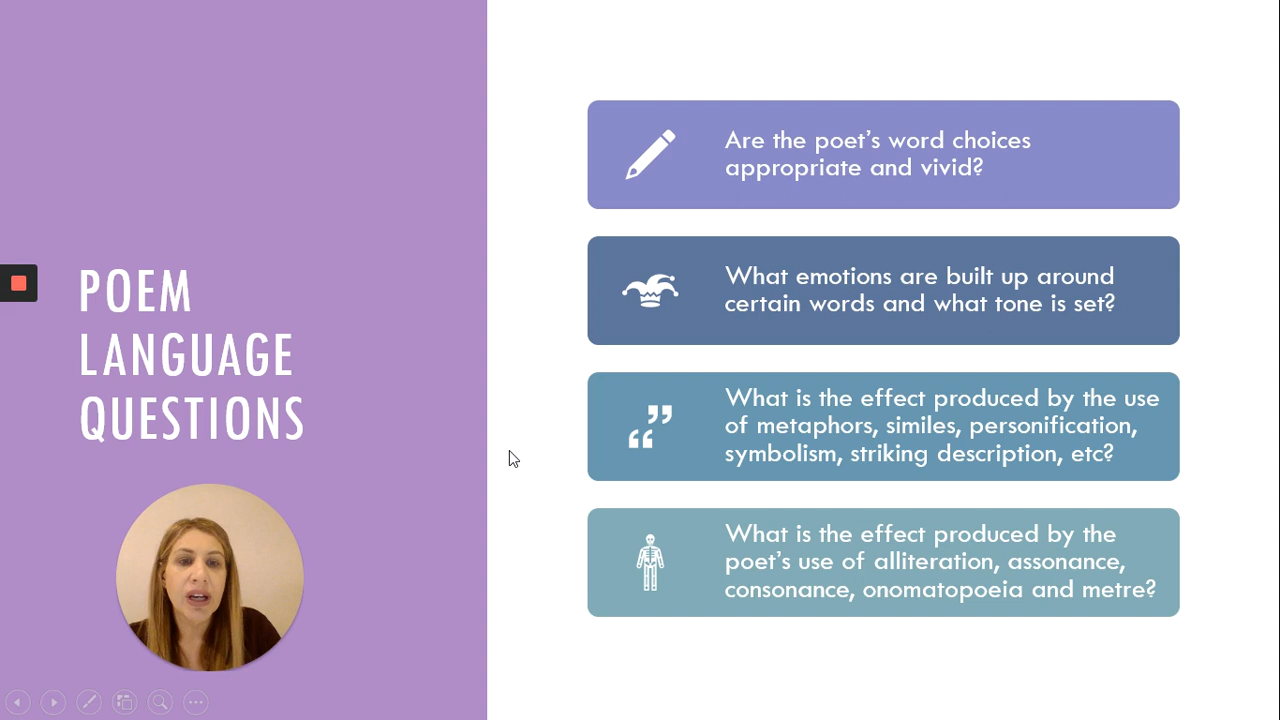 POEM
LANGUAGE
QUESTIONS
Are the poet’s word choices
appropriate and vivid?
What emotions are built up around
certain words and what tone is set?
What is the effect produced by the use
of metaphors, similes, personification,
symbolism, striking description, etc?
What is the effect produced by the
poet’s use of alliteration, assonance,
consonance, onomatopoeia and metre?